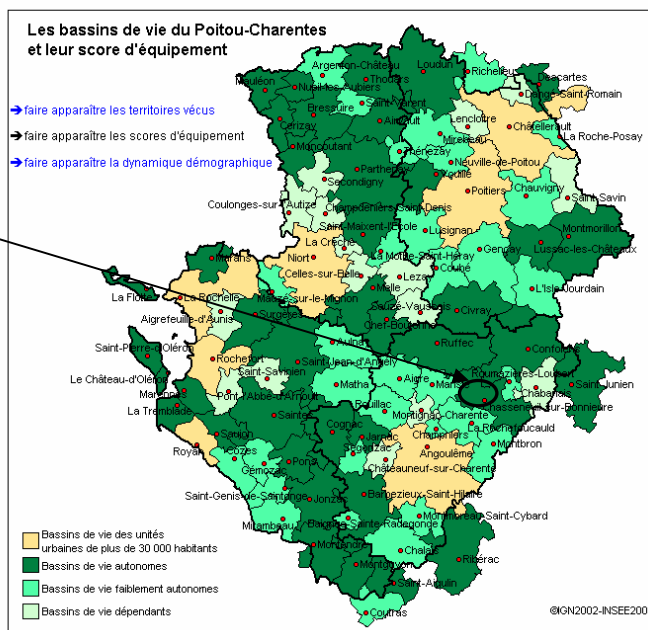 Les bassins de vie du Poitou-Charentes
et leur score d'équipement
faire apparaître les territoires vécus
faire apparaître les scores d'équipement
faire apparaître la dynamique démographique
Loudun
Richelieu
Argenton-Château
Thouars
Descartes
Mauléon
Nueil-les-Aubiers
Dangé-Saint-Romain
Saint-Varent
Bressuire
Lencloître
Cerizay
Airvault
Châtellerault
Mirebeau
La Roche-Posay
Moncoutant
Thénezay
Neuville-de-Poitou
Parthenay
Vouillé
Secondigny
Poitiers
Chauvigny
Saint-Savin
Coulonges-sur-Autize
Champdeniers-Saint-Denis
Saint-Maixent-l'Ecole
Lusignan
Montmorillon
La Crèche
Lussac-les-Châteaux
Niort
La Mothe-Saint-Héray
Gençay
Marans
Celles-sur-Belle
Lezay
Couhé
Melle
L'Isle-Jourdain
La Flotte
La Rochelle
Mauzé-sur-le-Mignon
Sauzé-Vaussais
Civray
Aigrefeuille-d'Aunis
Surgères
Chef-Boutonne
Aulnay
Ruffec
Saint-Pierre-d'Oléron
Rochefort
Saint-Jean-d'Angély
Confolens
Saint-Savinien
Roumazières-Loubert
Le Château-d'Oléron
Matha
Aigre
Mansle
Chabanais
Saint-Junien
Marennes
Pont-l'Abbé-d'Arnoult
Chasseneuil-sur-Bonnieure
La Tremblade
Rouillac
Montignac-Charente
Saintes
La Rochefoucauld
Cognac
Champniers
Saujon
Jarnac
Montbron
Royan
Cozes
Segonzac
Angoulême
Gémozac
Pons
Châteauneuf-sur-Charente
Saint-Genis-de-Saintonge
Jonzac
Barbezieux-Saint-Hilaire
Mirambeau
Baignes-Sainte-Radegonde
Montmoreau-Saint-Cybard
Montendre
Chalais
Ribérac
Montguyon
Saint-Aigulin
Coutras
Bassins de vie des unités
urbaines de plus de 30 000 habitants
Bassins de vie autonomes
Bassins de vie faiblement autonomes
Bassins de vie dépendants
©IGN2002-INSEE200